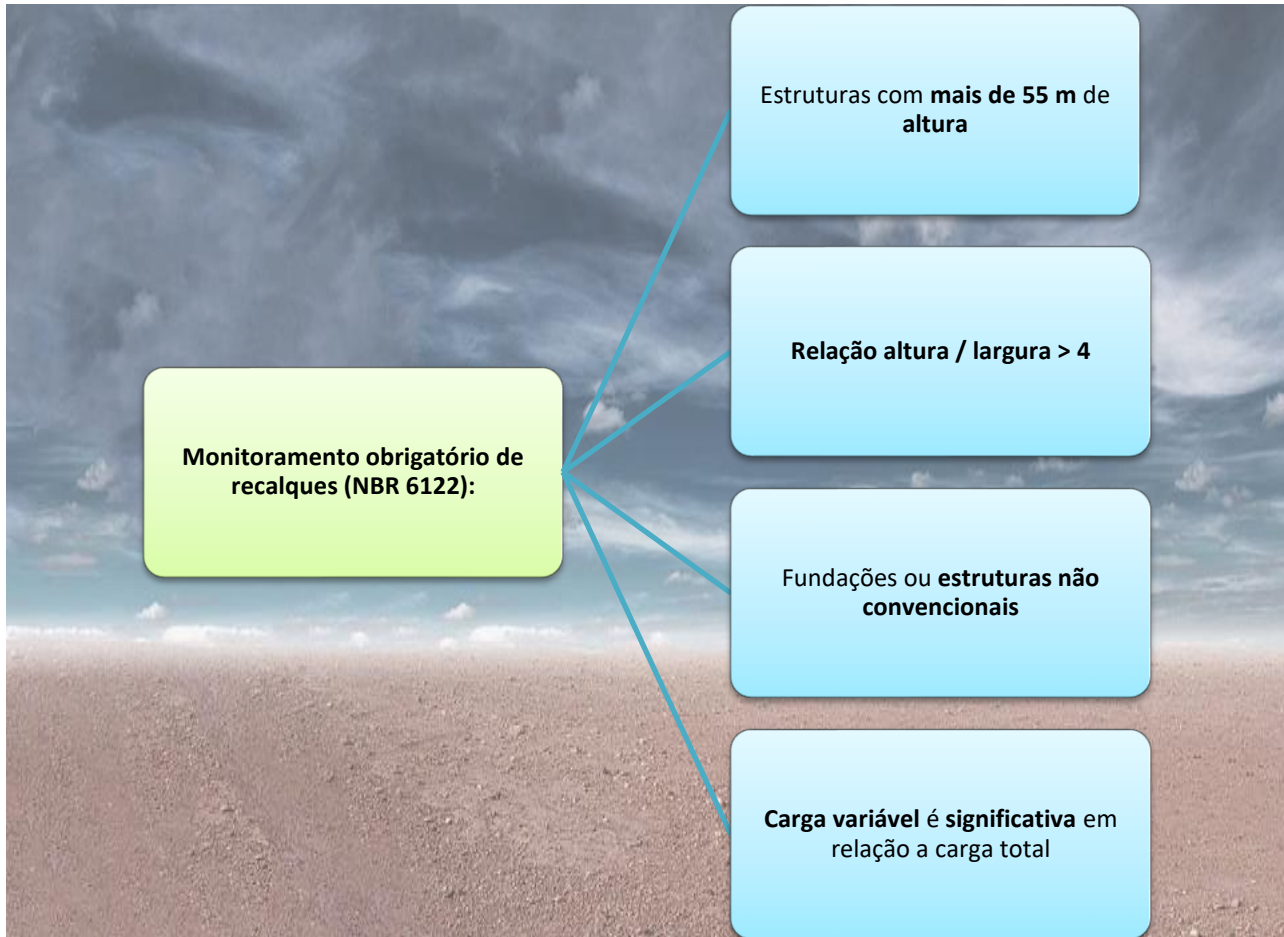 Estruturas com mais de 55 m de
altura
Relação altura / largura > 4
Monitoramento obrigatório de
recalques (NBR 6122):
Fundações ou estruturas não
convencionais
Carga variável é significativa em
relação a carga total